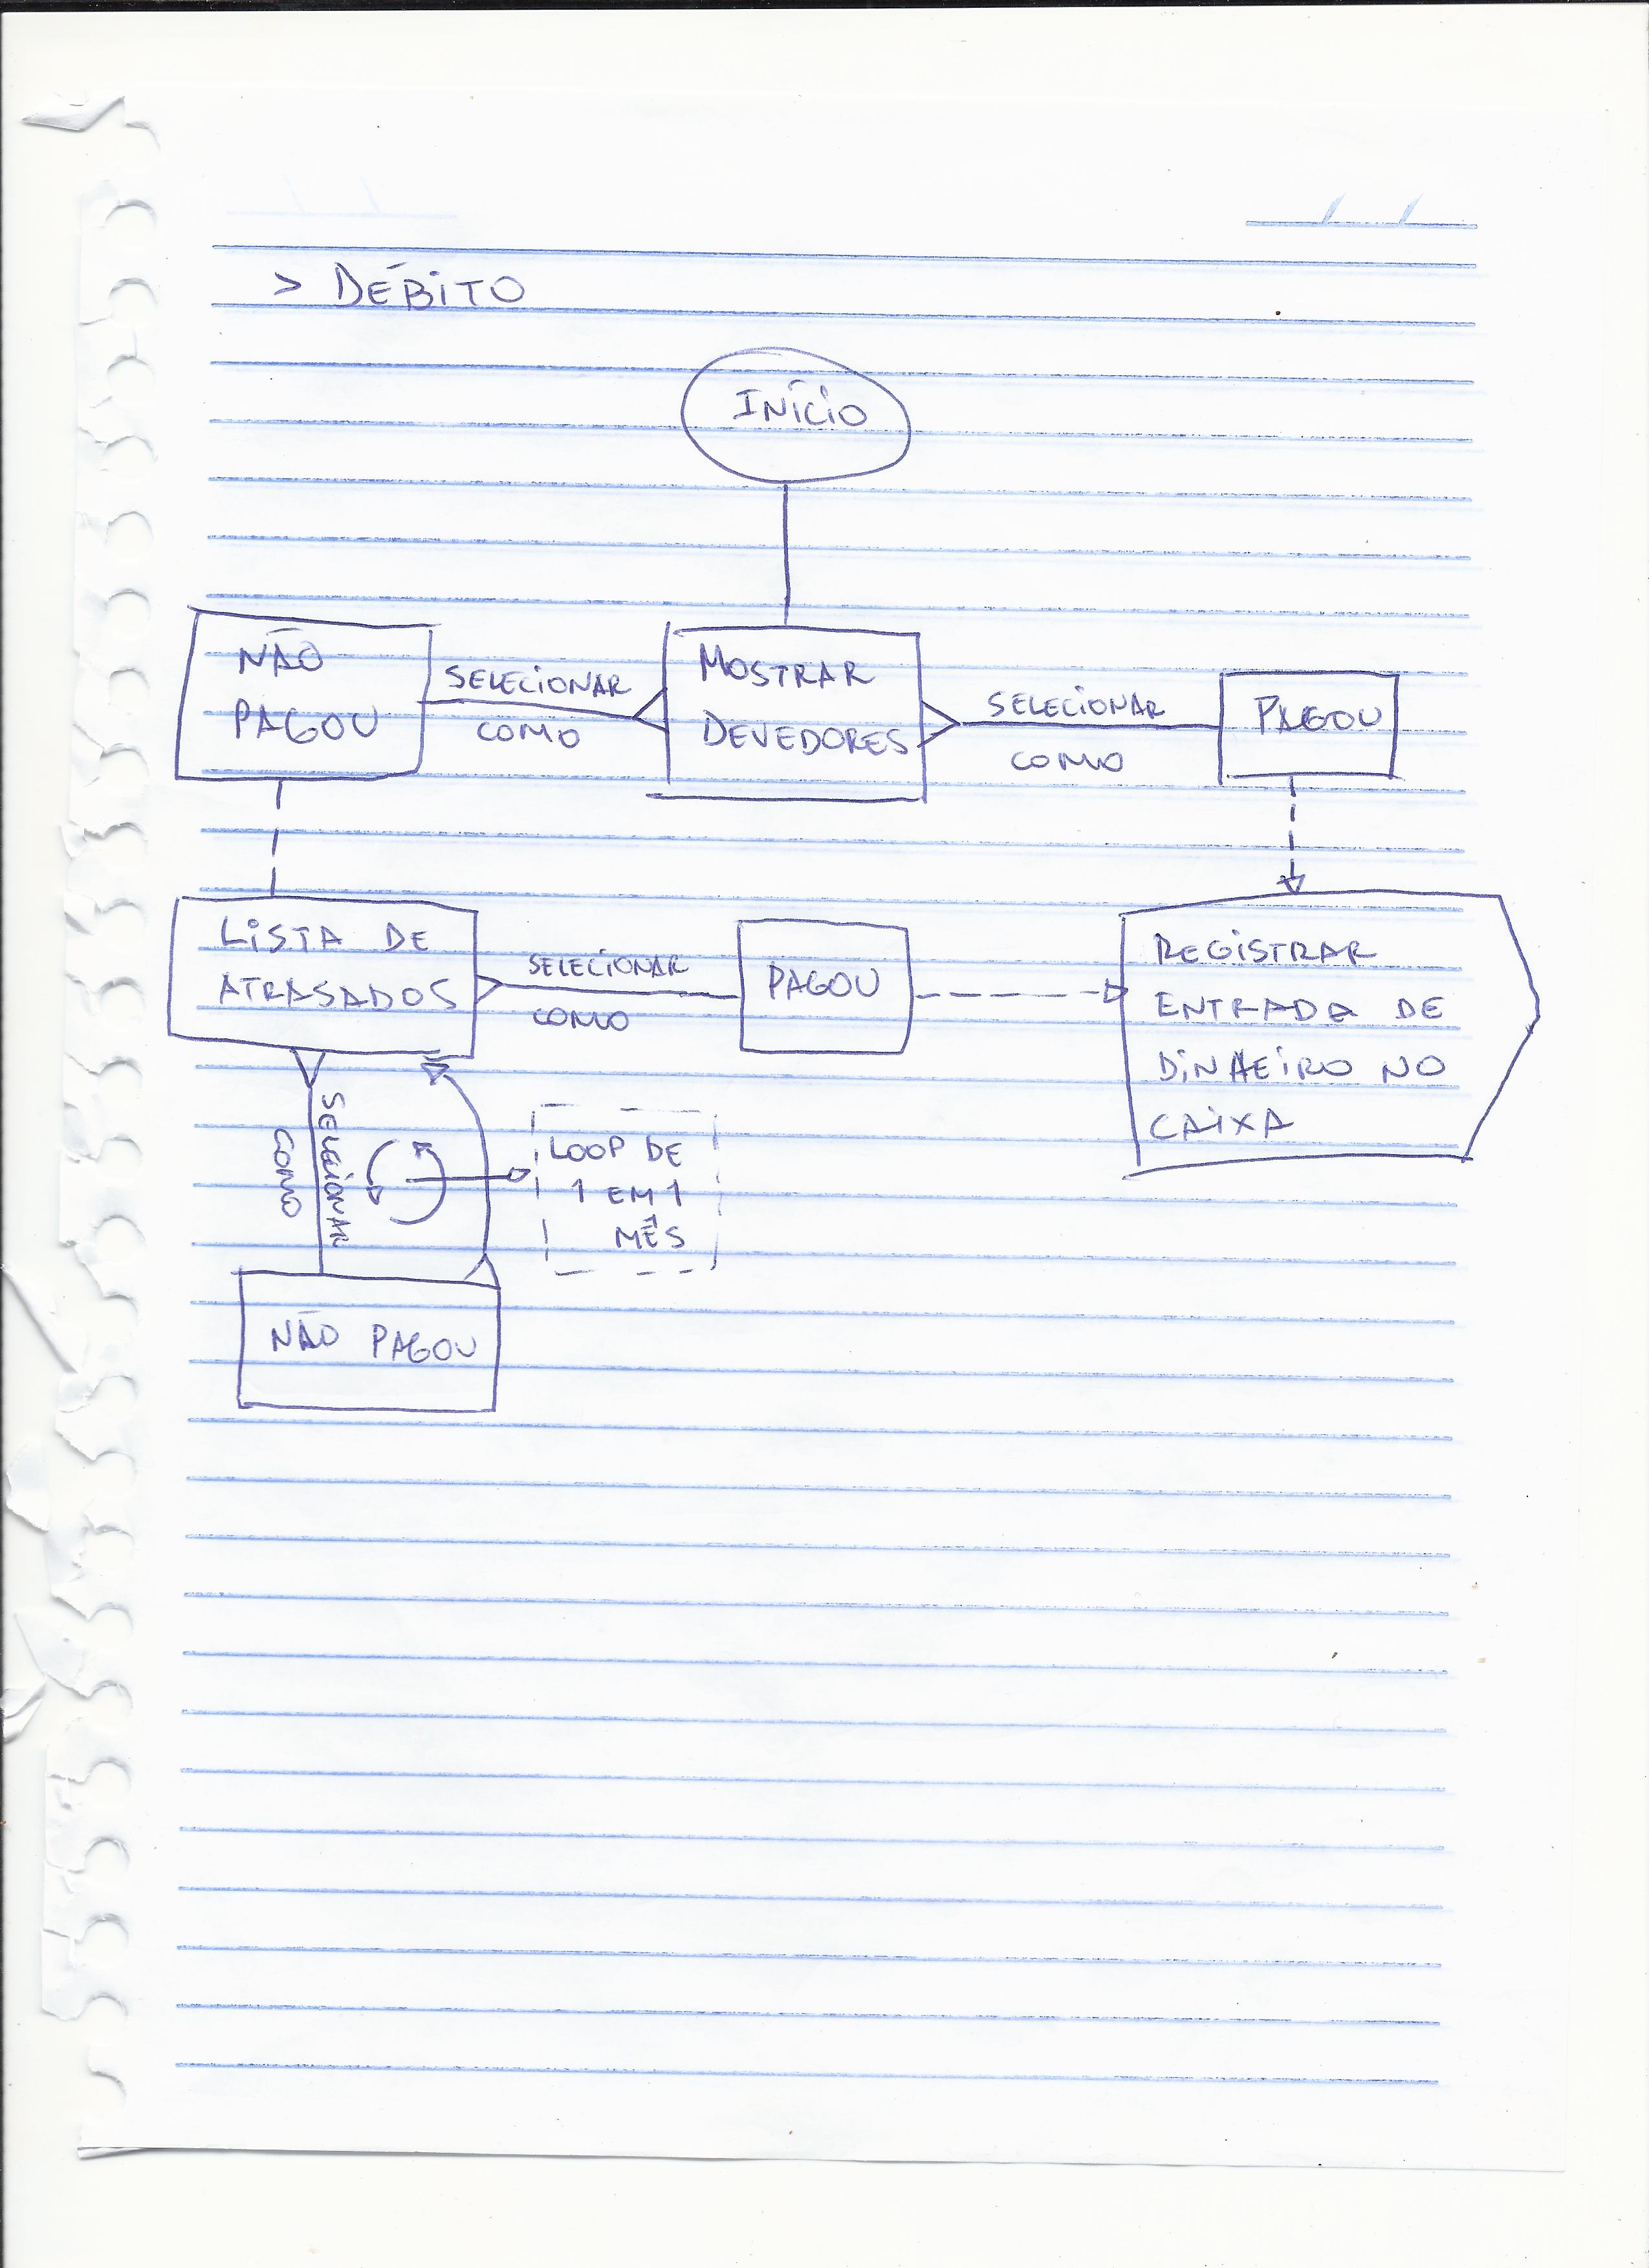 > DÉBITO
INÍCIO
NÃO
PAGOU
SELECIONAR
COMO
MOSTRAR
DEVEDORES
SELECIONAR
COMO
PAGOU
LISTA DE
ATRASADOS
SELECIONAR
COMO
PAGOU
REGISTRAR
ENTRADA DE
DINHEIRO NO
CAIXA
SELECIONAR
COMO
LOOP DE
1 EM 1
MÊS
NÃO PAGOU